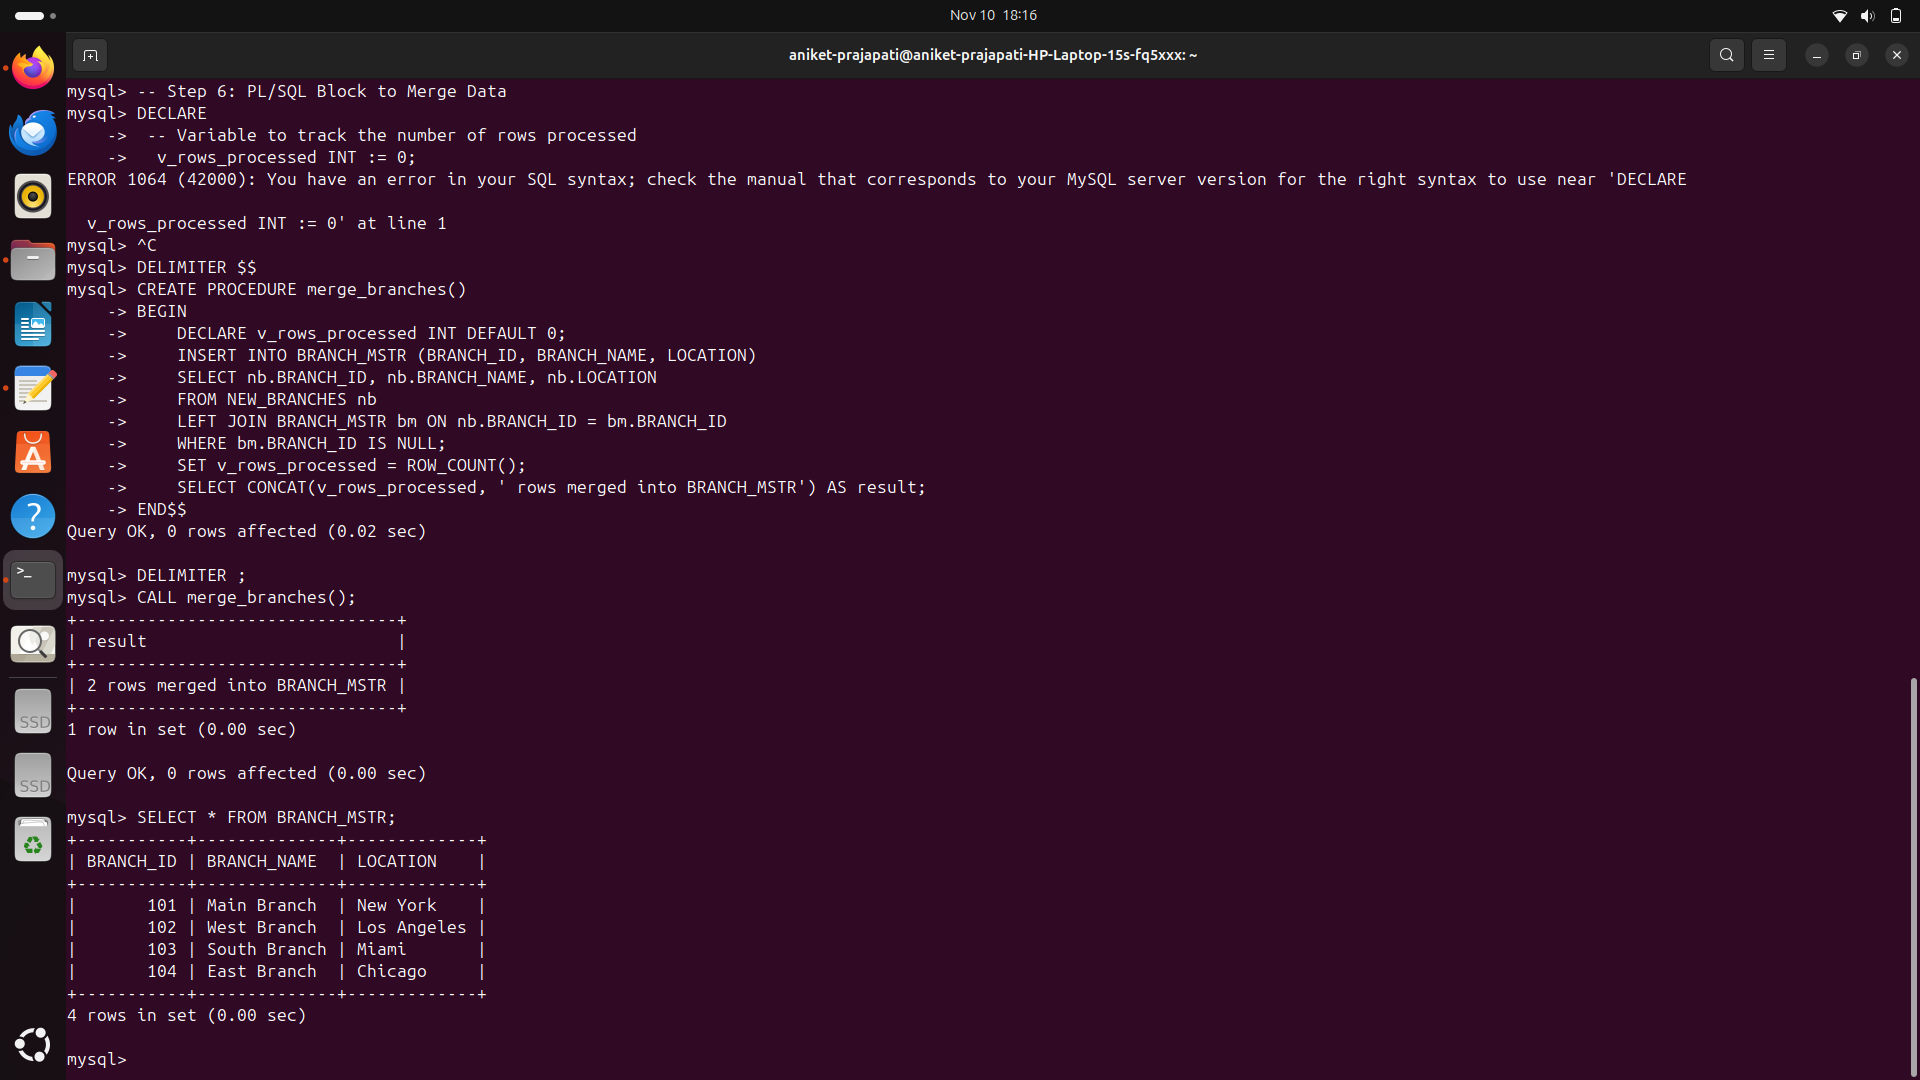 Nov 10 18:16
aniket-prajapati@aniket-prajapati-HP-Laptop-15s-fq5xxx: ~
mysql> -- Step 6: PL/SQL Block to Merge Data
mysql> DECLARE
    ->  -- Variable to track the number of rows processed
    ->   v_rows_processed INT := 0;
ERROR 1064 (42000): You have an error in your SQL syntax; check the manual that corresponds to your MySQL server version for the right syntax to use near 'DECLARE

  v_rows_processed INT := 0' at line 1
mysql> ^C
mysql> DELIMITER $$
mysql> CREATE PROCEDURE merge_branches()
    -> BEGIN
    ->     DECLARE v_rows_processed INT DEFAULT 0;
    ->     INSERT INTO BRANCH_MSTR (BRANCH_ID, BRANCH_NAME, LOCATION)
    ->     SELECT nb.BRANCH_ID, nb.BRANCH_NAME, nb.LOCATION
    ->     FROM NEW_BRANCHES nb
    ->     LEFT JOIN BRANCH_MSTR bm ON nb.BRANCH_ID = bm.BRANCH_ID
    ->     WHERE bm.BRANCH_ID IS NULL;
    ->     SET v_rows_processed = ROW_COUNT();
    ->     SELECT CONCAT(v_rows_processed, ' rows merged into BRANCH_MSTR') AS result;
    -> END$$
Query OK, 0 rows affected (0.02 sec)

mysql> DELIMITER ;
mysql> CALL merge_branches();
+--------------------------------+
| result                         |
+--------------------------------+
| 2 rows merged into BRANCH_MSTR |
+--------------------------------+
1 row in set (0.00 sec)

Query OK, 0 rows affected (0.00 sec)

mysql> SELECT * FROM BRANCH_MSTR;
+-----------+--------------+-------------+
| BRANCH_ID | BRANCH_NAME  | LOCATION    |
+-----------+--------------+-------------+
|       101 | Main Branch  | New York    |
|       102 | West Branch  | Los Angeles |
|       103 | South Branch | Miami       |
|       104 | East Branch  | Chicago     |
+-----------+--------------+-------------+
4 rows in set (0.00 sec)

mysql>
SSD
SSD